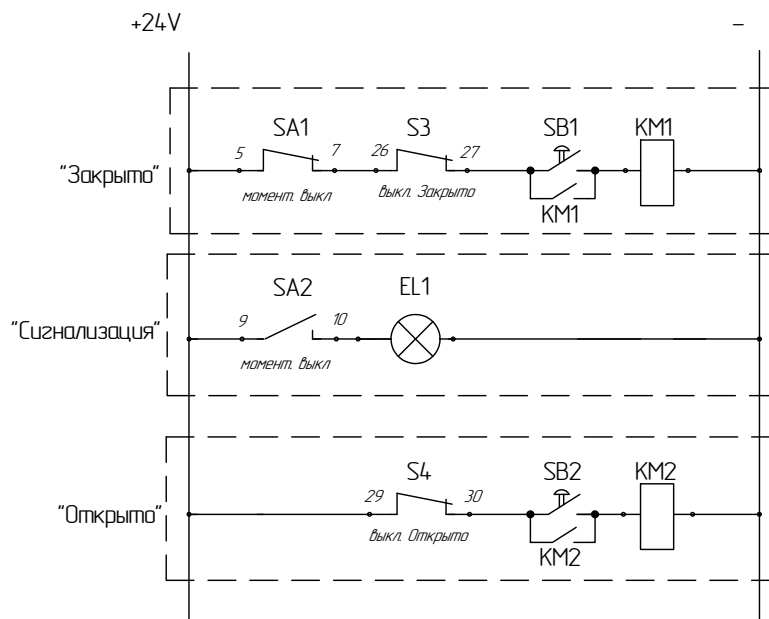 +24V –
SA1 S3 SB1 KM1
5 7 26 27
"Закрыто"
момент. выкл выкл. Закрыто
KM1
SA2 EL1
"Сигнализация"
9 10
момент. выкл
S4 SB2 KM2
29 30
"Открыто"
выкл. Открыто
KM2